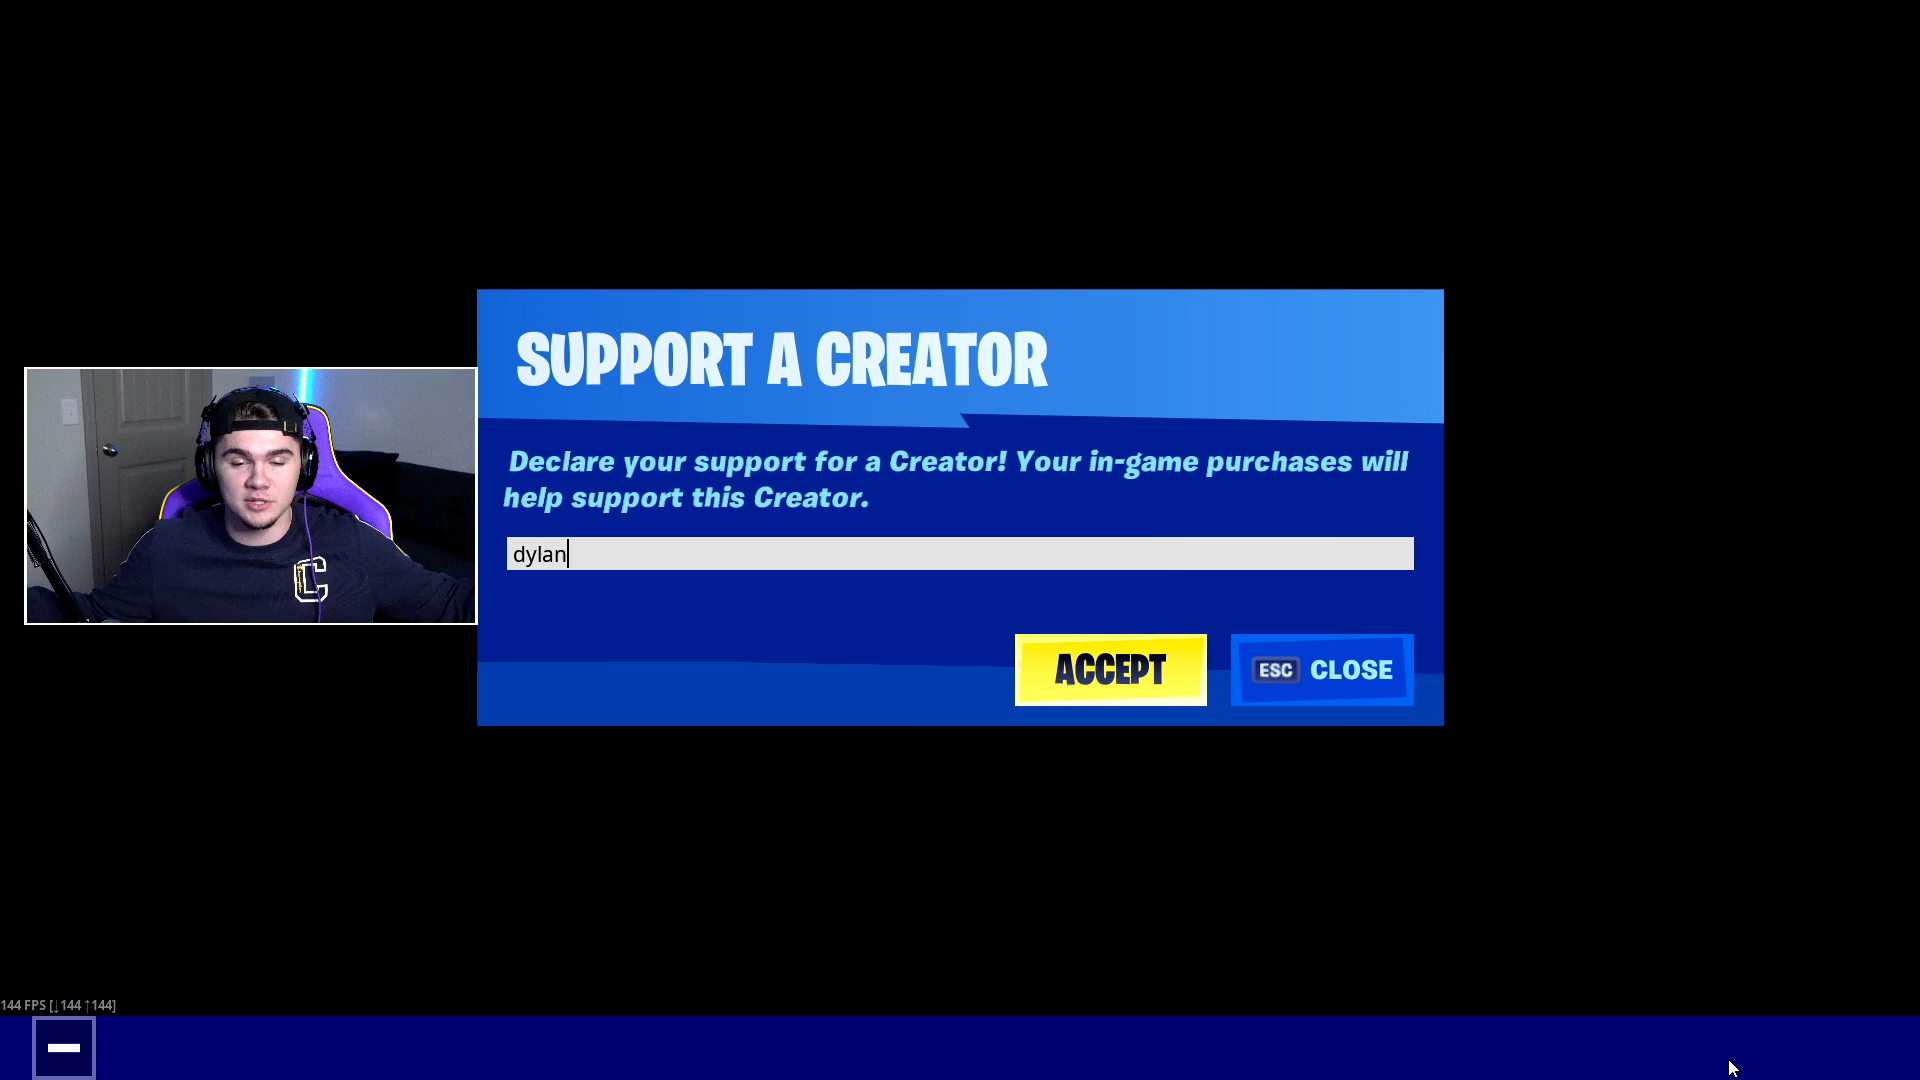 SUPPORT A CREATOR
Declare your support for a Creator! Your in-game purchases will
help support this Creator.
dylan
ACCEPT
ESC CLOSE
C
144 FPS [↓144 ↑144]